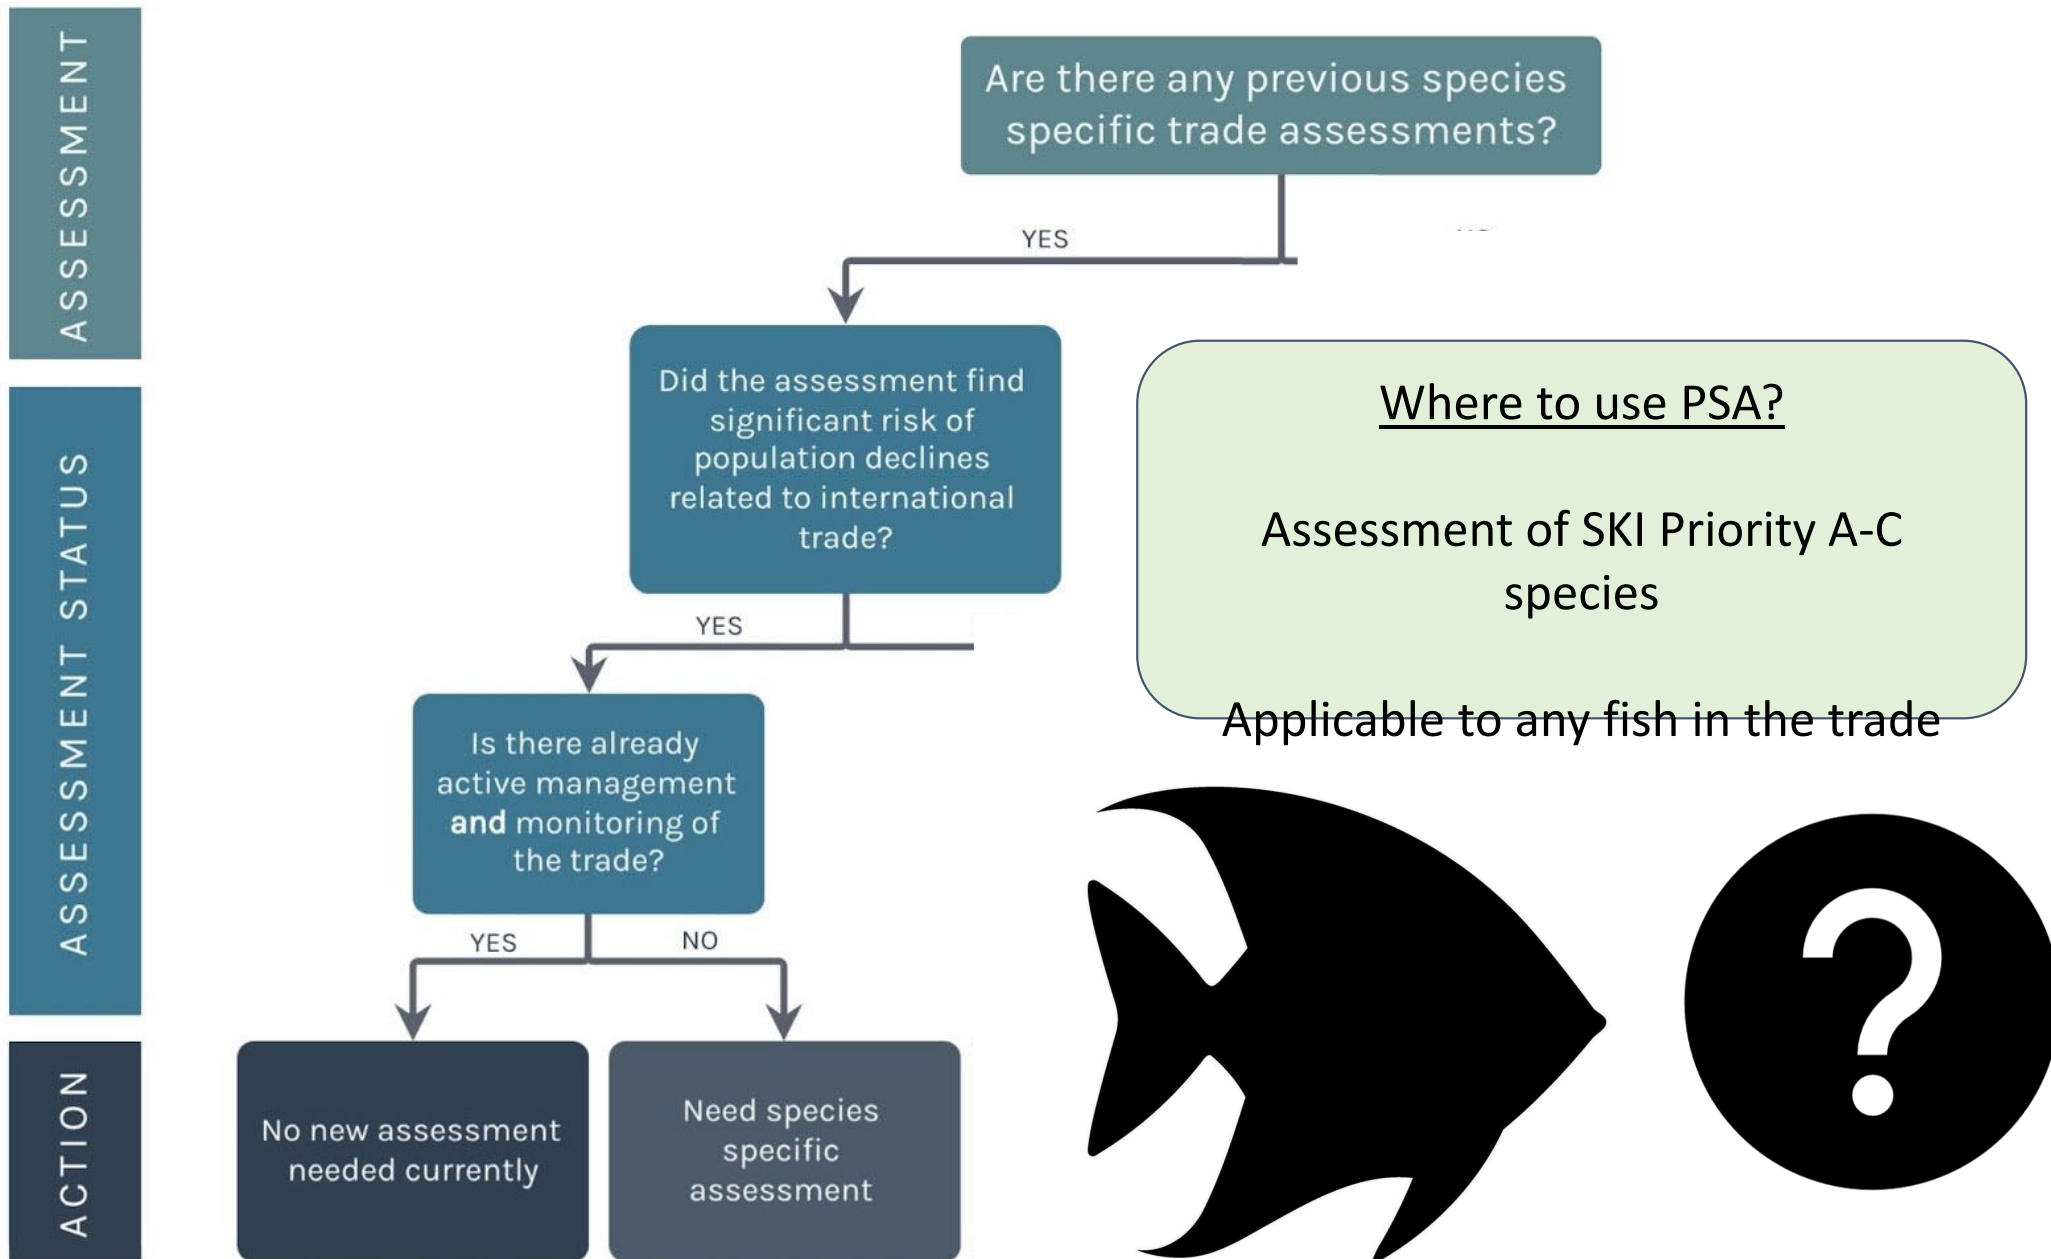 ASSESSMENT
Are there any previous species
specific trade assessments?
YES
ASSESSMENT STATUS
Did the assessment find
significant risk of
population declines
related to international
trade?
Where to use PSA?
Assessment of SKI Priority A-C
species
Applicable to any fish in the trade
YES
Is there already
active management
and monitoring of
the trade?
YES
NO
ACTION
No new assessment
needed currently
Need species
specific
assessment
?